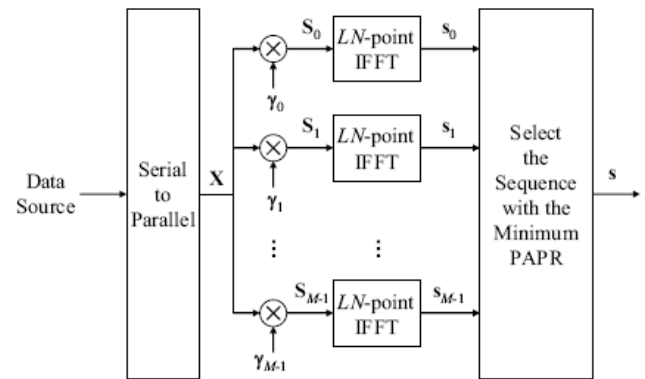 Data
Source
Serial
to
Parallel
X
S0
LN-point
IFFT
s0
γ0
S1
LN-point
IFFT
s1
γ1
⋮
⋮
SM-1
LN-point
IFFT
sM-1
γM-1
Select
the
Sequence
with the
Minimum
PAPR
s